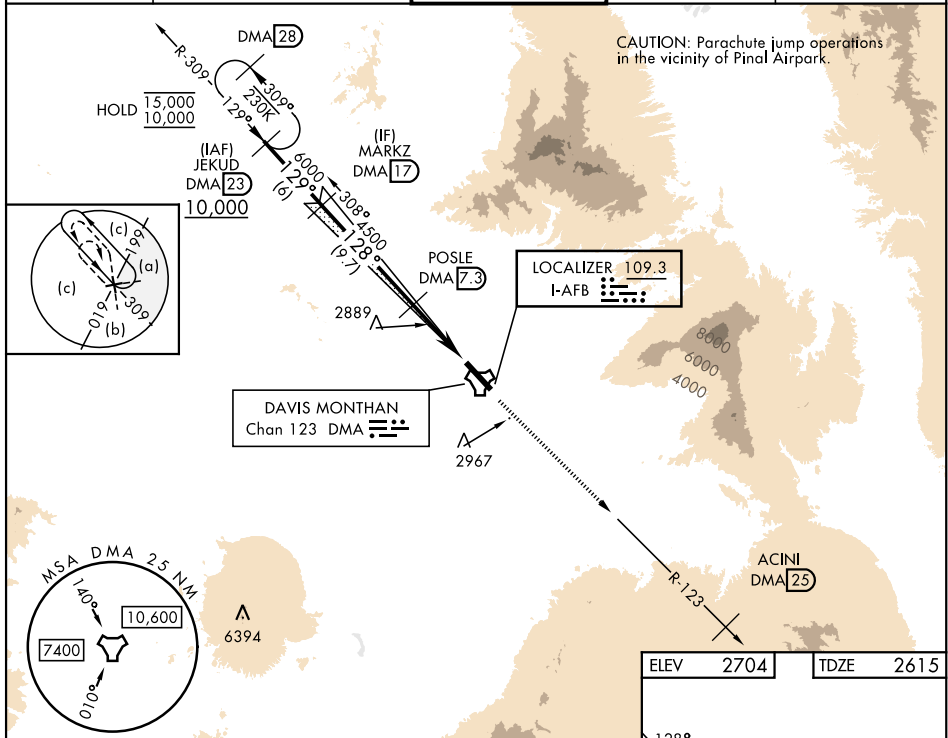 CAUTION: Parachute jump operations
in the vicinity of Pinal Airpark.
DMA 28
R-309
309°
230K
129°
HOLD 15,000
10,000
(IAF)
JEKUD
DMA 23
10,000
(IF)
MARKZ
DMA 17
6000
129°
(6)
308°
4500
128°
(9.7)
POSLE
DMA 7.3
2889
LOCALIZER 109.3
I-AFB
(c)
199
(a)
(c)
019
309
(b)
8000
6000
4000
DAVIS MONTHAN
Chan 123 DMA
2967
ACINI
DMA 25
R-123
MSA DMA 25 NM
140°
10,600
7400
010°
6394
ELEV 2704
TDZE 2615
128°